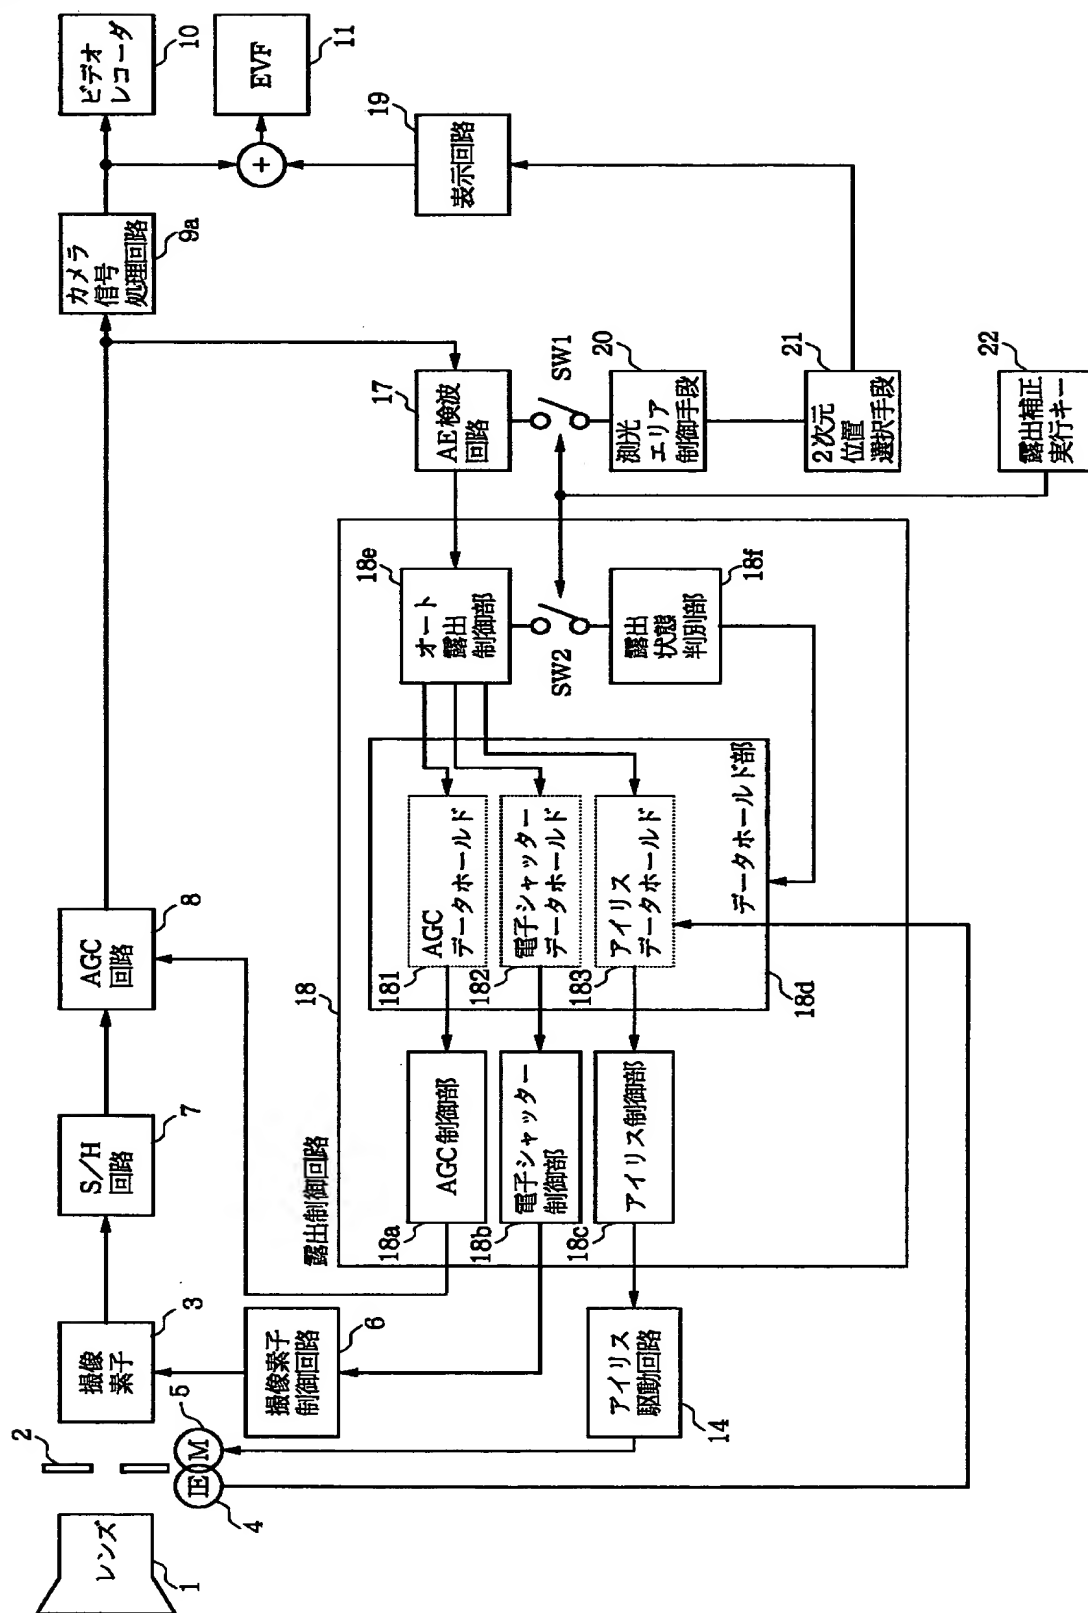 レンズ
1
2
IE
4
M
5
撮像
素子
3
撮像素子
制御回路
6
アイリス
駆動回路
14
S/H
回路
7
AGC
回路
8
カメラ
信号
処理回路
9a
ビデオ
レコーダ
10
EVF
11
+
表示回路
19
AE検波
回路
17
SW1
測光
エリア
制御手段
20
2次元
位置
選択手段
21
露出補正
実行キー
22
露出制御回路
18
AGC制御部
18a
電子シャッター
制御部
18b
アイリス制御部
18c
AGC
データホールド
181
電子シャッター
データホールド
182
アイリス
データホールド
183
データホールド部
18d
オート
露出
制御部
18e
SW2
露出
状態
判別部
18f